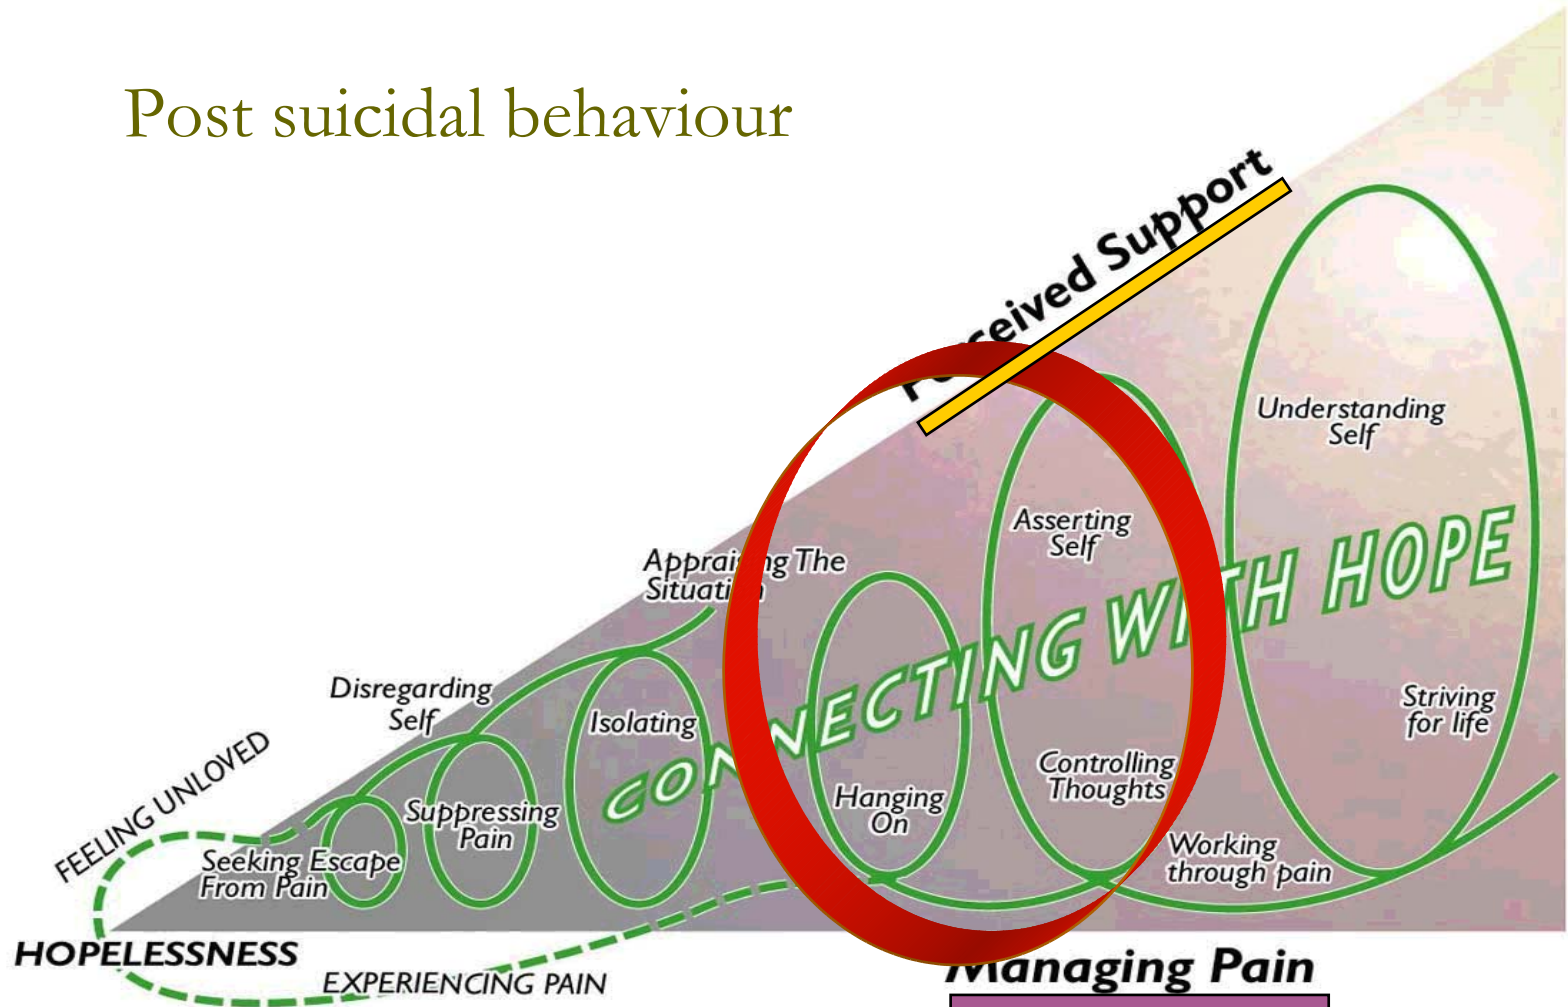 Post suicidal behaviour
Perceived Support
Understanding
Self
Asserting
Self
Appraising The
Situation
CONNECTING WITH HOPE
Disregarding
Self
Isolating
Striving
for life
FEELING UNLOVED
Controlling
Thoughts
Hanging
On
Suppressing
Pain
Working
through pain
Seeking Escape
From Pain
HOPELESSNESS
Managing Pain
EXPERIENCING PAIN